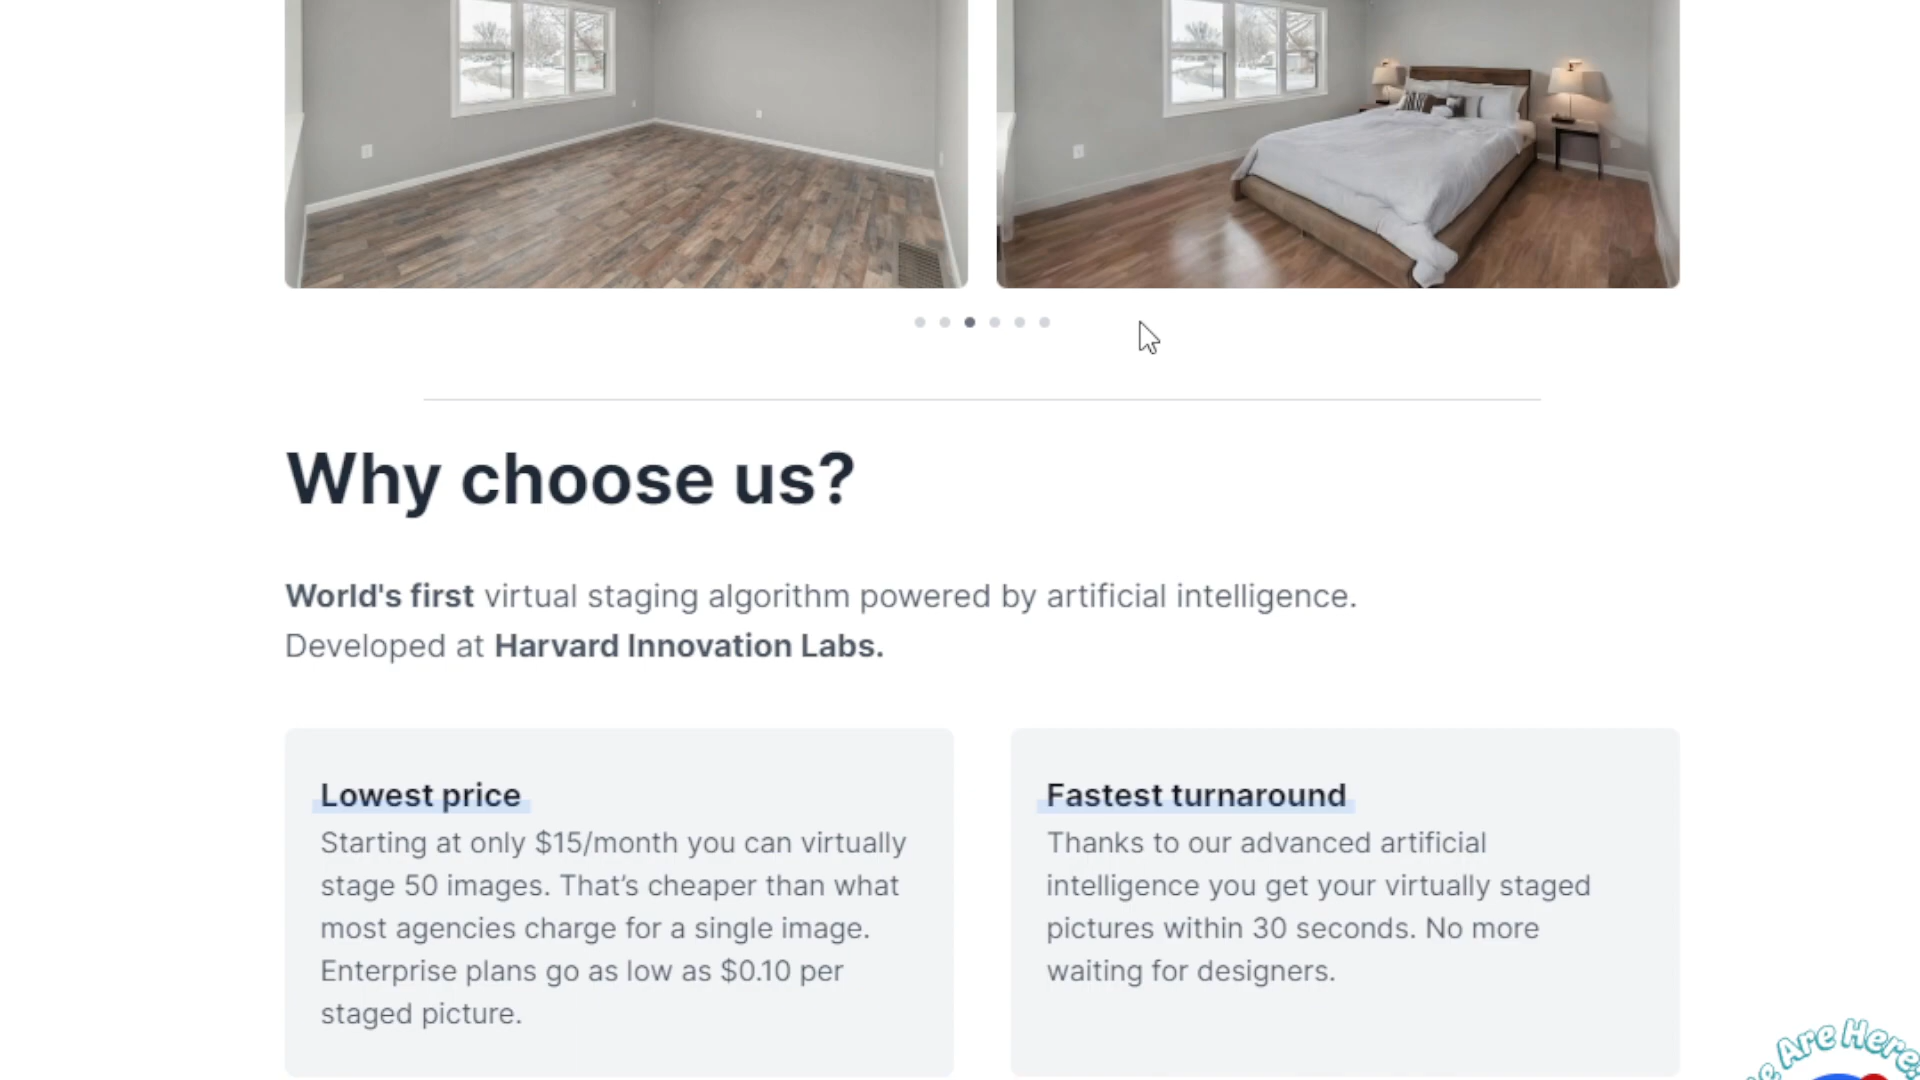 Why choose us?
World's first virtual staging algorithm powered by artificial intelligence.
Developed at Harvard Innovation Labs.
Lowest price
Starting at only $15/month you can virtually
stage 50 images. That’s cheaper than what
most agencies charge for a single image.
Enterprise plans go as low as $0.10 per
staged picture.
Fastest turnaround
Thanks to our advanced artificial
intelligence you get your virtually staged
pictures within 30 seconds. No more
waiting for designers.
Are Here!